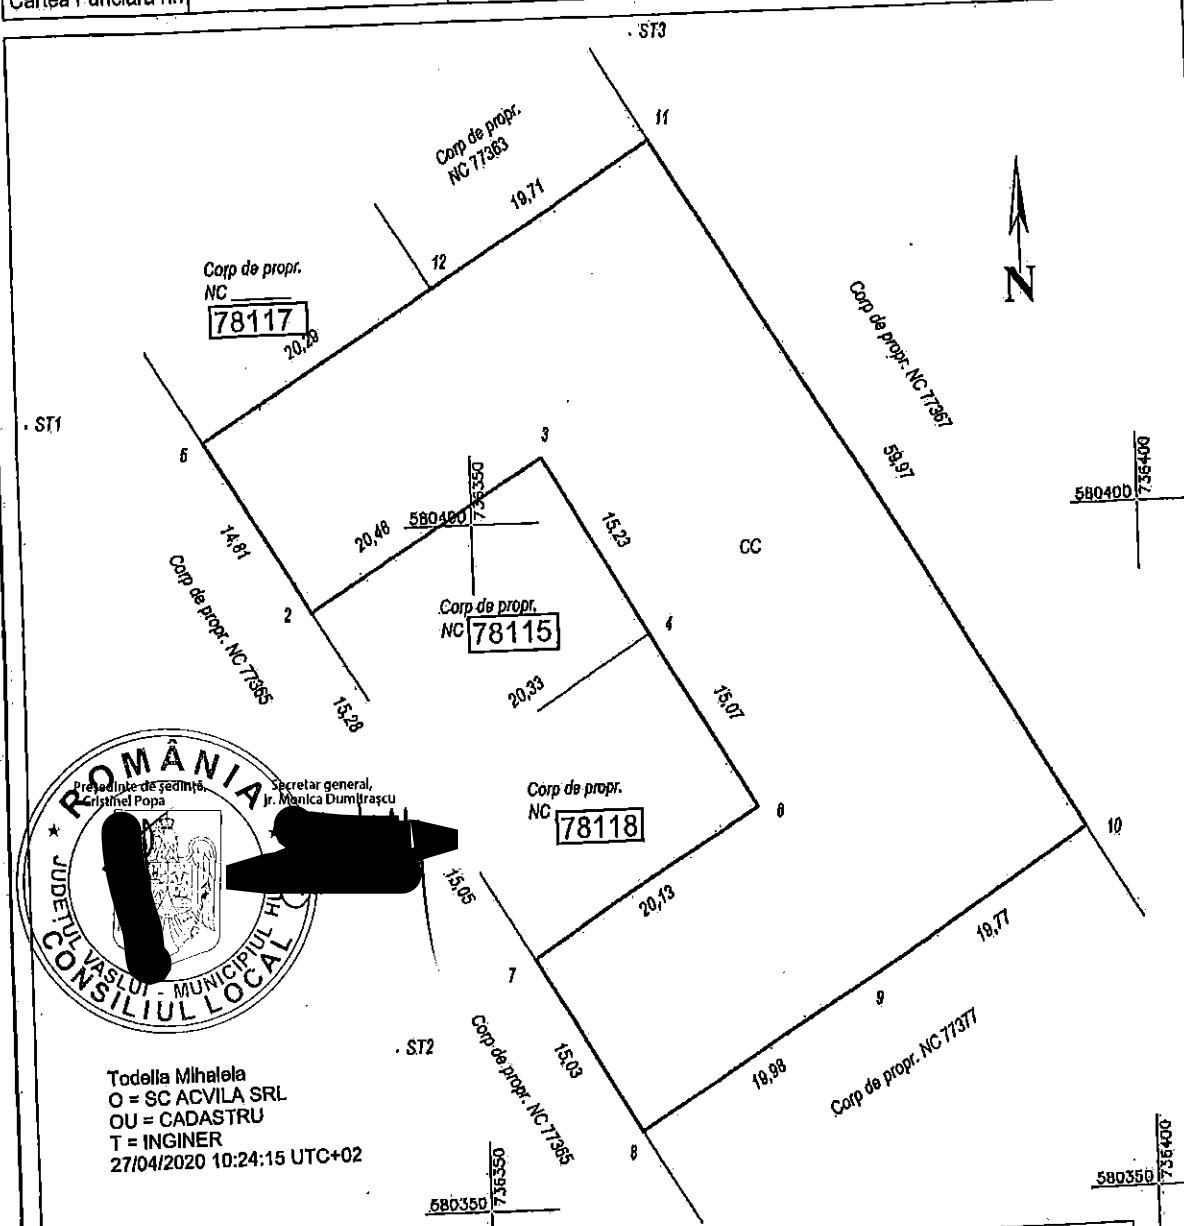 Cartea Funciara nr.
ST3
11
Corp de propr.
NC 77363
19,71
12
Corp de propr.
NC
78117
20,29
N
Corp de propr. NC 77367
ST1
5
3
59,97
736350
580400
736400
580400
14,81
20,46
15,23
CC
Corp de propr. NC 77365
2
Corp de propr.
NC 78115
4
20,33
15,07
15,28
ROMÂNIA
Președinte de ședință,
Cristinel Popa
Secretar general,
jr. Monica Dumitrașcu
JUDEȚUL VASLUI - MUNICIPIUL HU
CONSILIUL LOCAL
Corp de propr.
NC
78118
6
10
15,05
20,13
19,77
7
9
ST2
Corp de propr. NC 77365
15,03
19,98
Corp de propr. NC 77377
Todella Mihalela
O = SC ACVILA SRL
OU = CADASTRU
T = INGINER
27/04/2020 10:24:15 UTC+02
8
736350
580350
736400
580350